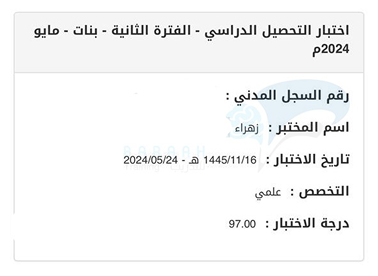 اختبار التحصيل الدراسي - الفترة الثانية - بنات - مايو
2024م
رقم السجل المدني :
اسم المختبر : زهراء
تاريخ الاختبار : 1445/11/16 هـ - 2024/05/24
التخصص : علمي
درجة الاختبار : 97.00